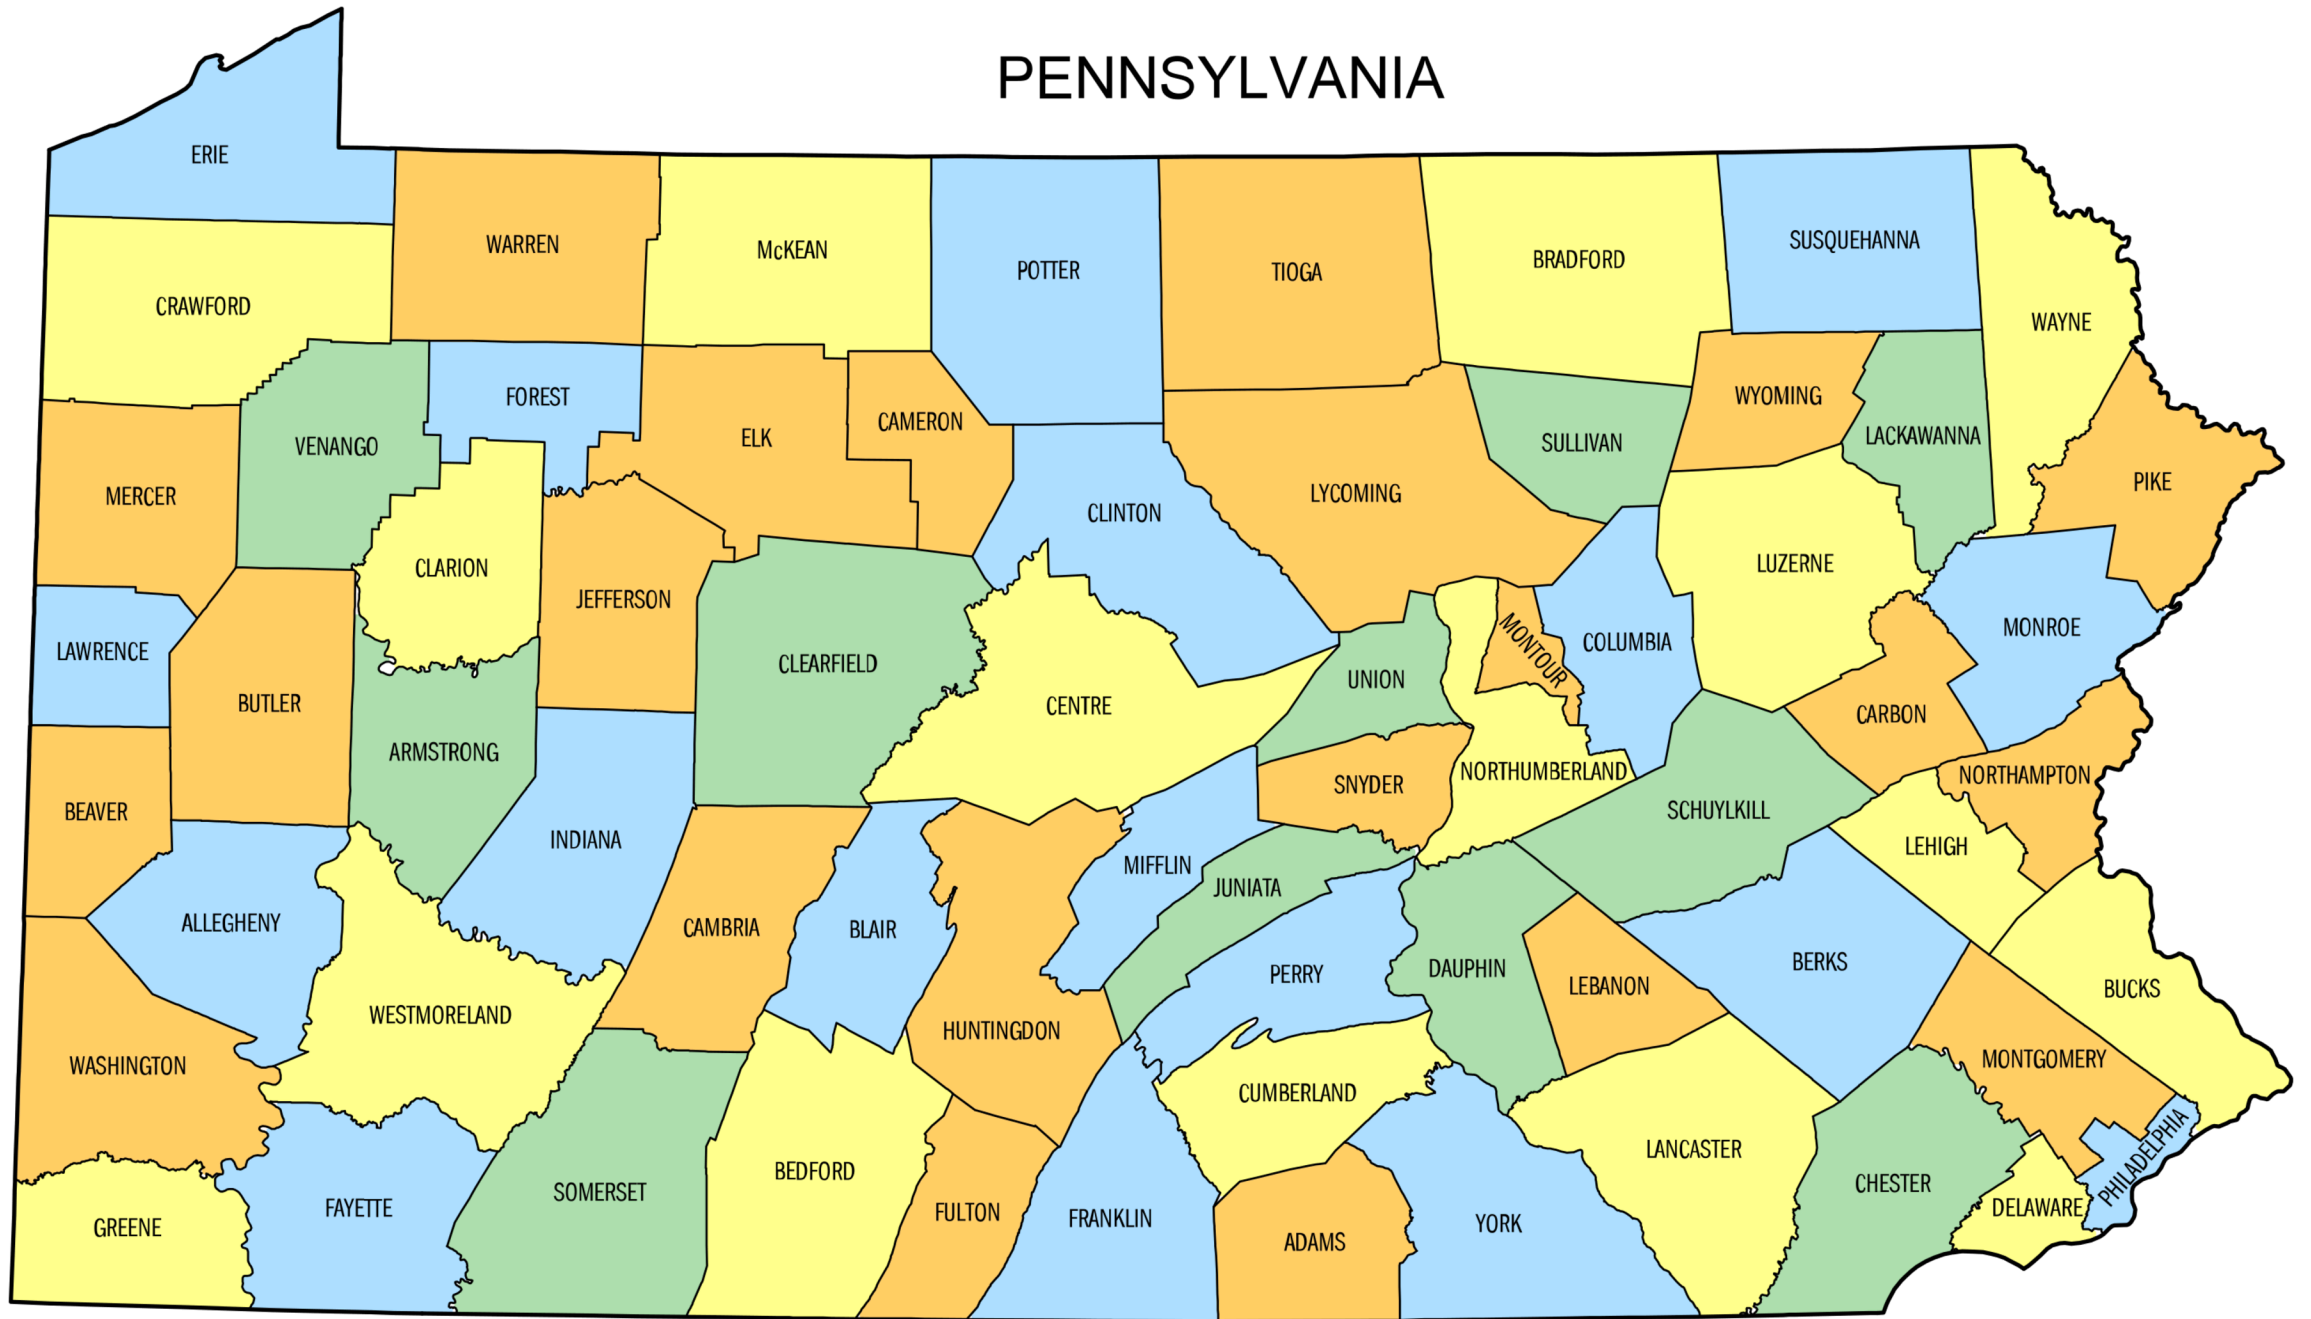 PENNSYLVANIA
ERIE
WARREN
McKEAN
POTTER
TIOGA
BRADFORD
SUSQUEHANNA
WAYNE
CRAWFORD
FOREST
VENANGO
ELK
CAMERON
SULLIVAN
WYOMING
LACKAWANNA
PIKE
MERCER
LYCOMING
CLINTON
CLARION
JEFFERSON
LUZERNE
MONROE
LAWRENCE
BUTLER
CLEARFIELD
CENTRE
UNION
MONTOUR
COLUMBIA
CARBON
ARMSTRONG
BEAVER
INDIANA
SNYDER
NORTHUMBERLAND
SCHUYLKILL
NORTHAMPTON
LEHIGH
MIFFLIN
JUNIATA
ALLEGHENY
CAMBRIA
BLAIR
PERRY
DAUPHIN
LEBANON
BERKS
BUCKS
WESTMORELAND
HUNTINGDON
WASHINGTON
CUMBERLAND
MONTGOMERY
LANCASTER
PHILADELPHIA
GREENE
FAYETTE
SOMERSET
BEDFORD
FULTON
FRANKLIN
ADAMS
YORK
CHESTER
DELAWARE